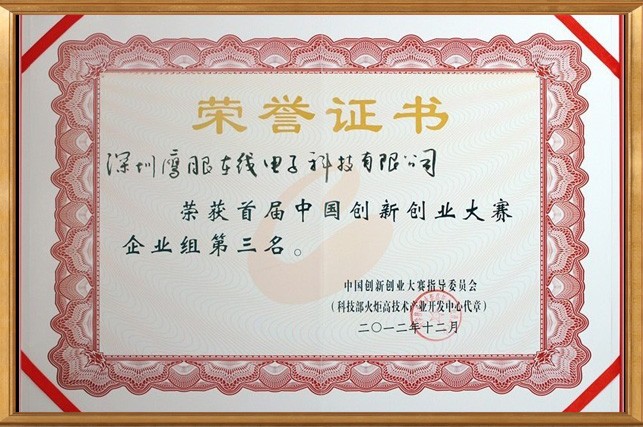 荣誉证书
深圳鹰眼在线电子科技有限公司
荣获首届中国创新创业大赛
企业组第三名。
中国创新创业大赛指导委员会
(科技部火炬高技术产业开发中心代章)
二〇一二年十二月